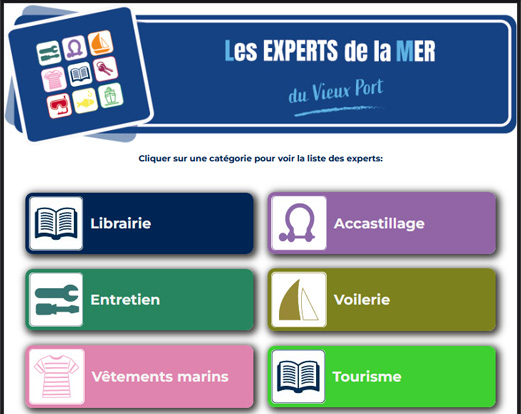 Les EXPERTS de la MER
du Vieux Port
Cliquer sur une catégorie pour voir la liste des experts:
Librairie
Accastillage
Entretien
Voilerie
Vêtements marins
Tourisme